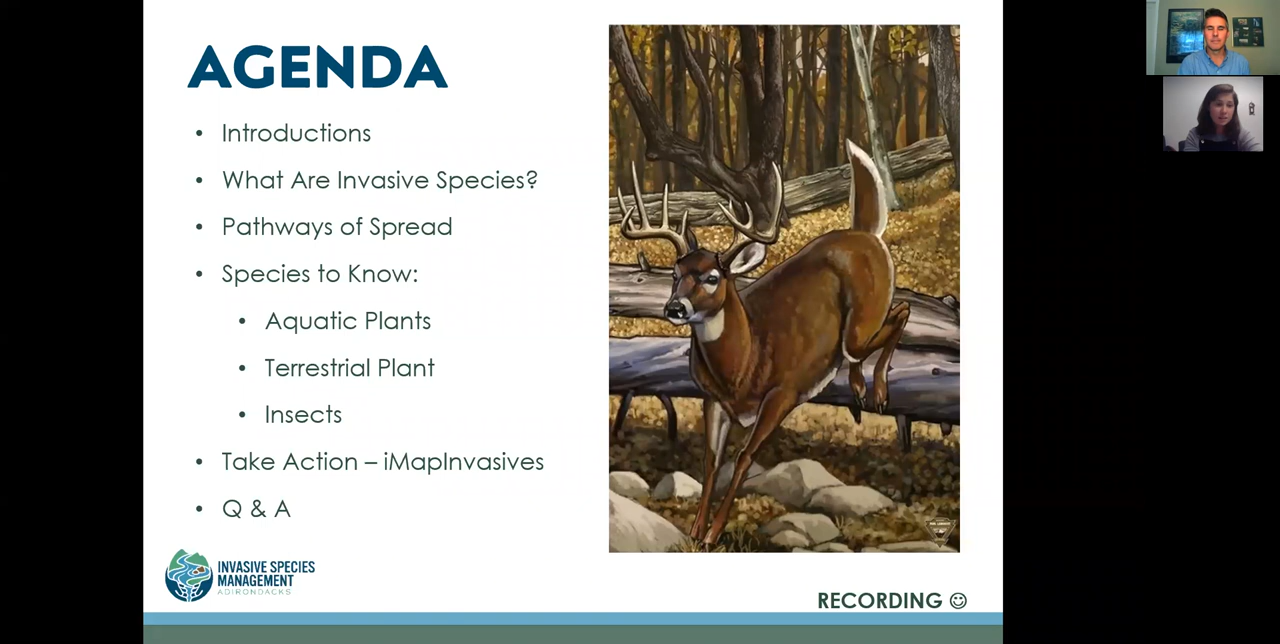 AGENDA
• Introductions
• What Are Invasive Species?
• Pathways of Spread
• Species to Know:
• Aquatic Plants
• Terrestrial Plant
• Insects
• Take Action – iMapInvasives
• Q & A
INVASIVE SPECIES
MANAGEMENT
ADIRONDACKS
RECORDING ☺